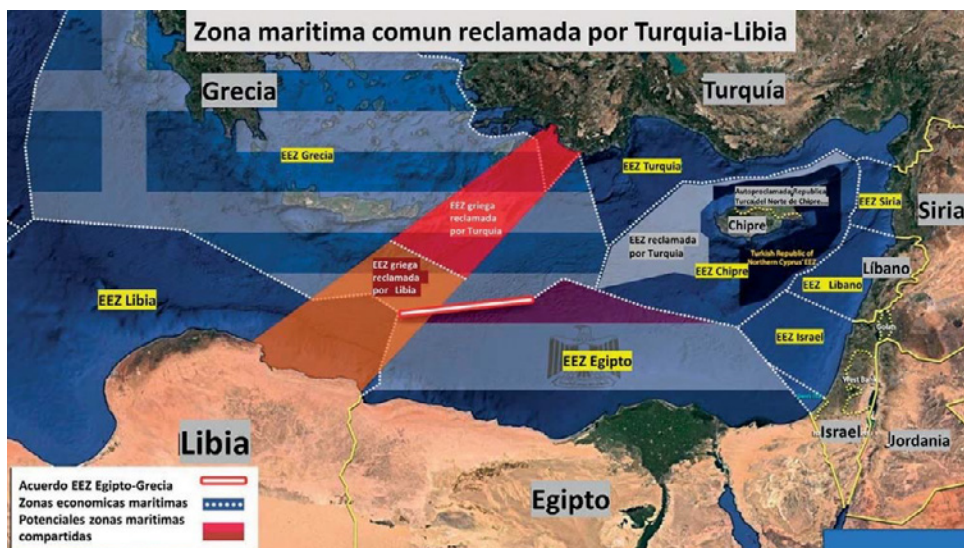 Zona maritima comun reclamada por Turquia-Libia
Grecia
Turquía
EEZ Grecia
EEZ Turquia
Autoproclamada Republica
Turca del Norte de Chipre...
EEZ Siria
Siria
EEZ griega
reclamada
por Turquia
Chipre
EEZ reclamada
por Turquia
Turkish Republic of
Northern Cyprus' EEZ
EEZ Chipre
Líbano
EEZ Libano
EEZ griega
reclamada
por Libia
EEZ Libia
EEZ Israel
Golan
EEZ Egipto
West Bank
Libia
Israel
Jordania
Egipto
Acuerdo EEZ Egipto-Grecia
Zonas economicas maritimas
Potenciales zonas maritimas
compartidas